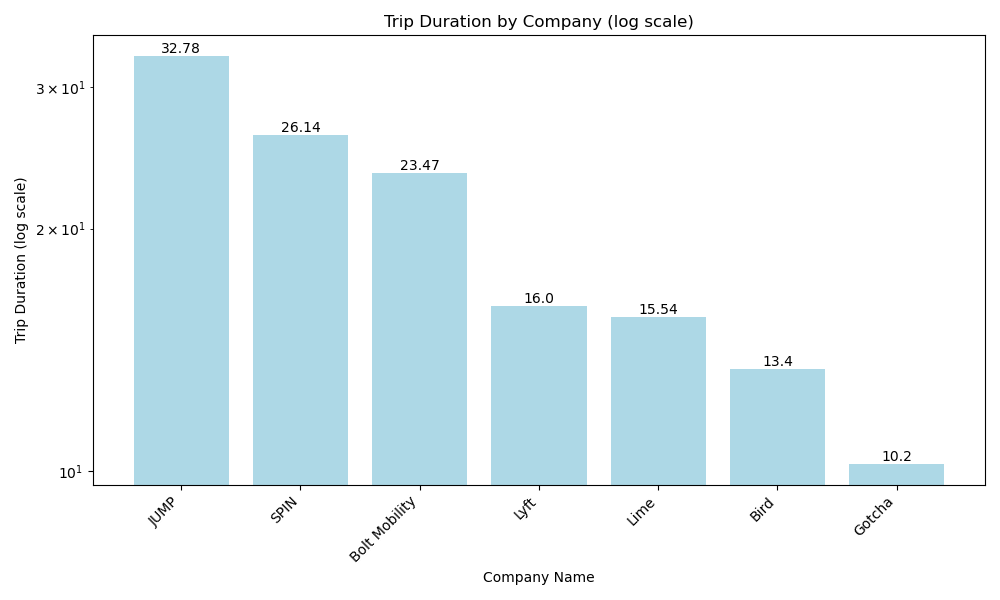 Trip Duration by Company (log scale)
32.78
26.14
23.47
16.0
15.54
13.4
10.2
3 × 10¹
2 × 10¹
10¹
Trip Duration (log scale)
JUMP
SPIN
Bolt Mobility
Lyft
Lime
Bird
Gotcha
Company Name